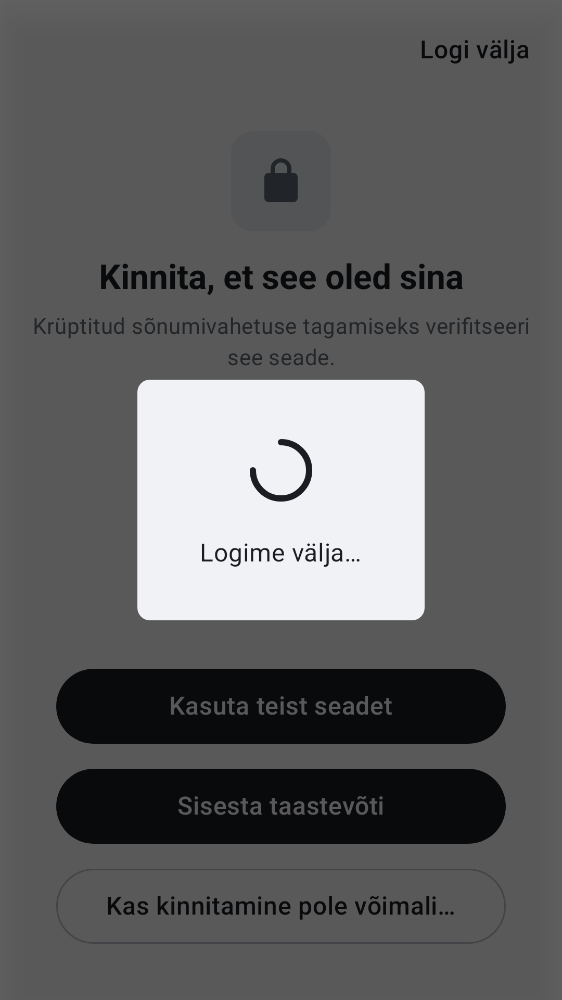 Logi välja
Kinnita, et see oled sina
Krüptitud sõnumivahetuse tagamiseks verifitseeri
see seade.
Logime välja…
Kasuta teist seadet
Sisesta taastevõti
Kas kinnitamine pole võimali…